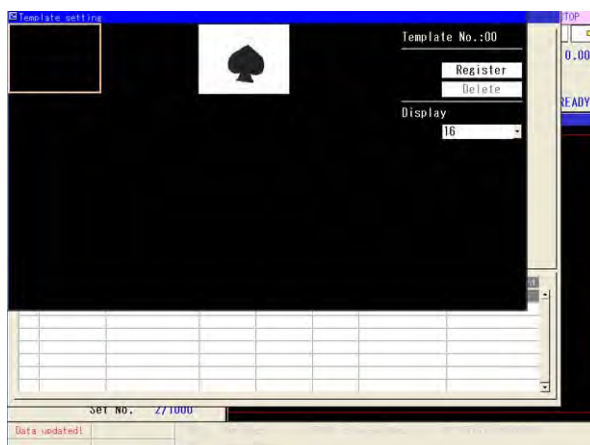 Template setting
TOP
Template No.:00
0.00
Register
Delete
READY
Display
16
Set No. 2/1000
Data updated!